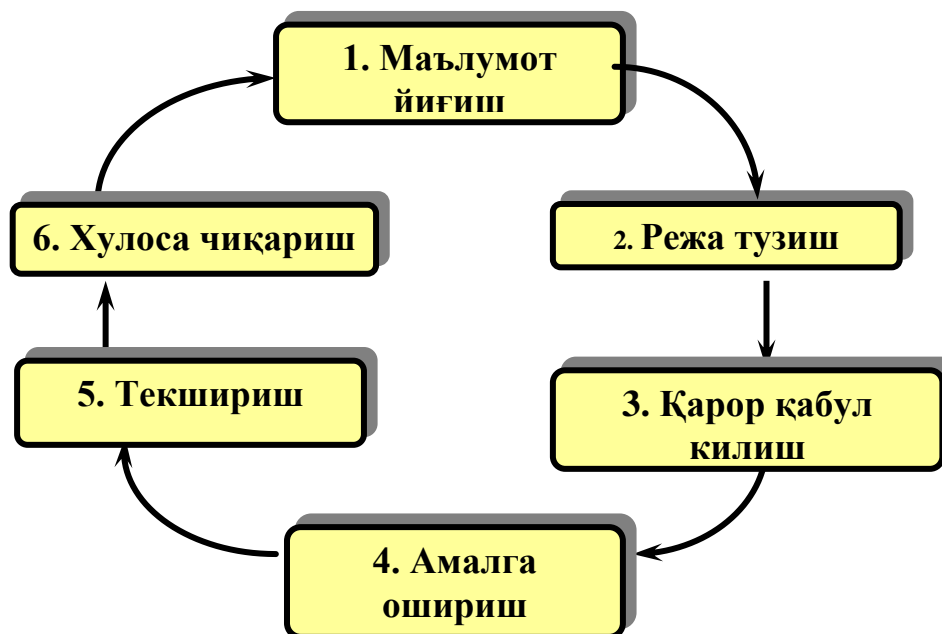 1. Маълумот
йиғиш
2. Режа тузиш
3. Қарор қабул
килиш
4. Амалга
ошириш
5. Текшириш
6. Хулоса чиқариш